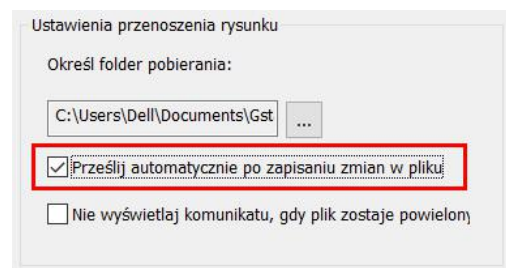 Ustawienia przenoszenia rysunku
Określ folder pobierania:
C:\Users\Dell\Documents\Gst
...
Prześlij automatycznie po zapisaniu zmian w pliku
Nie wyświetlaj komunikatu, gdy plik zostaje powielony